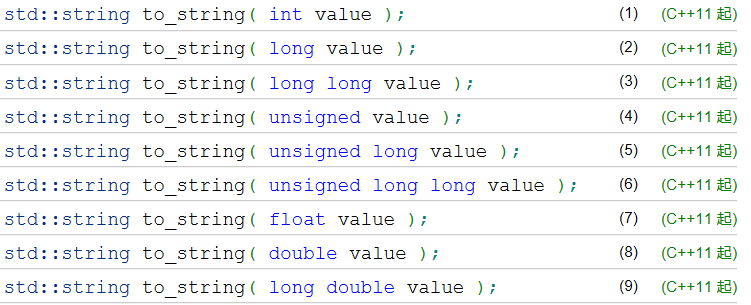 std::string to_string( int value ); (1) (C++11 起)
std::string to_string( long value ); (2) (C++11 起)
std::string to_string( long long value ); (3) (C++11 起)
std::string to_string( unsigned value ); (4) (C++11 起)
std::string to_string( unsigned long value ); (5) (C++11 起)
std::string to_string( unsigned long long value ); (6) (C++11 起)
std::string to_string( float value ); (7) (C++11 起)
std::string to_string( double value ); (8) (C++11 起)
std::string to_string( long double value ); (9) (C++11 起)